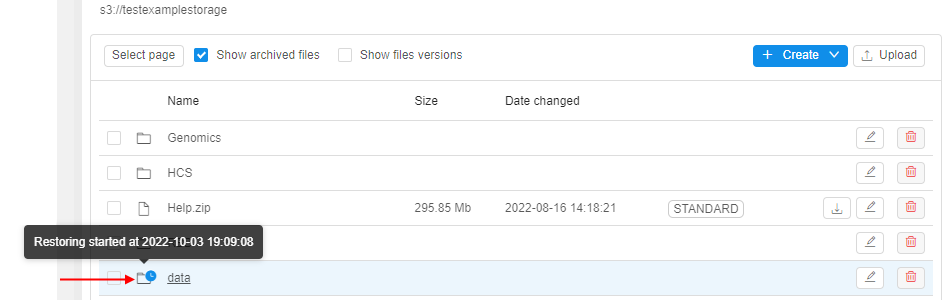 s3://testexamplestorage
Select page Show archived files Show files versions + Create Upload
Name Size Date changed
Genomics
HCS
Help.zip 295.85 Mb 2022-08-16 14:18:21 STANDARD
Restoring started at 2022-10-03 19:09:08
data